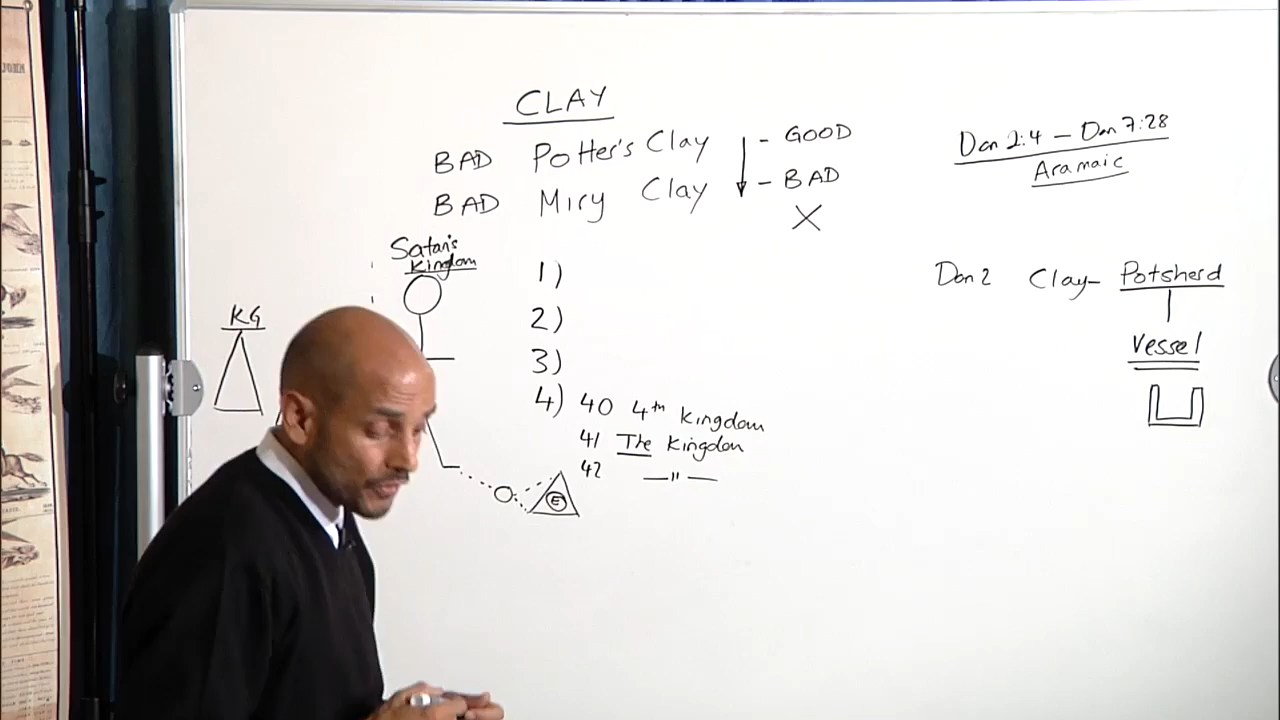 CLAY
BAD Potter's Clay - GOOD
BAD Miry Clay - BAD
X
Dan 2:4 - Dan 7:28
Aramaic
Satan's
Kingdom
KG
1)
2)
3)
4) 40 4th kingdom
41 The Kingdom
42 —"—
E
Dan 2 Clay- Potsherd
Vessel